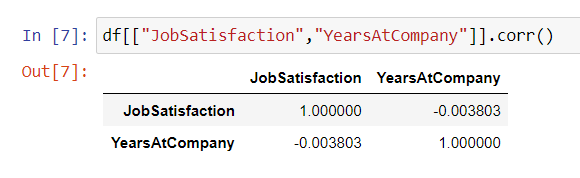 In [7]: df[["JobSatisfaction","YearsAtCompany"]].corr()
Out[7]:
JobSatisfaction YearsAtCompany
JobSatisfaction 1.000000 -0.003803
YearsAtCompany -0.003803 1.000000